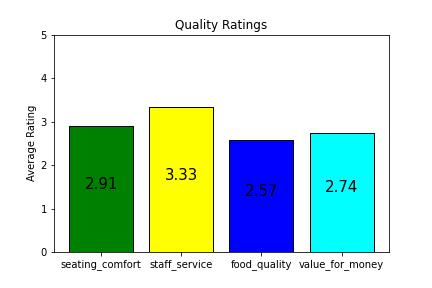 Quality Ratings
Average Rating
5
4
3
2
1
0
2.91
3.33
2.57
2.74
seating_comfort
staff_service
food_quality
value_for_money